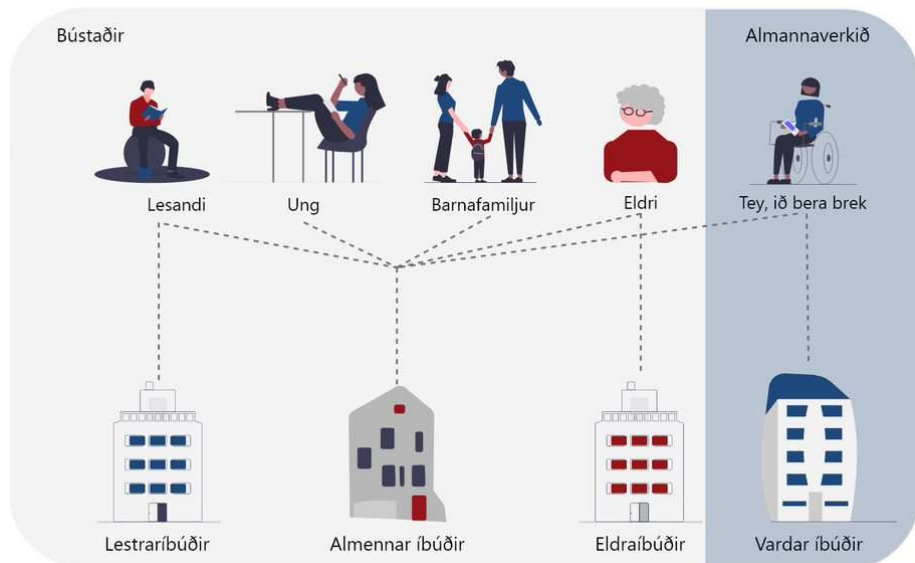 Bústaðir
Almannaverkið
Lesandi
Ung
Barnafamiljur
Eldri
Tey, ið bera brek
Lestraríbúðir
Almennar íbúðir
Eldraíbúðir
Vardar íbúðir